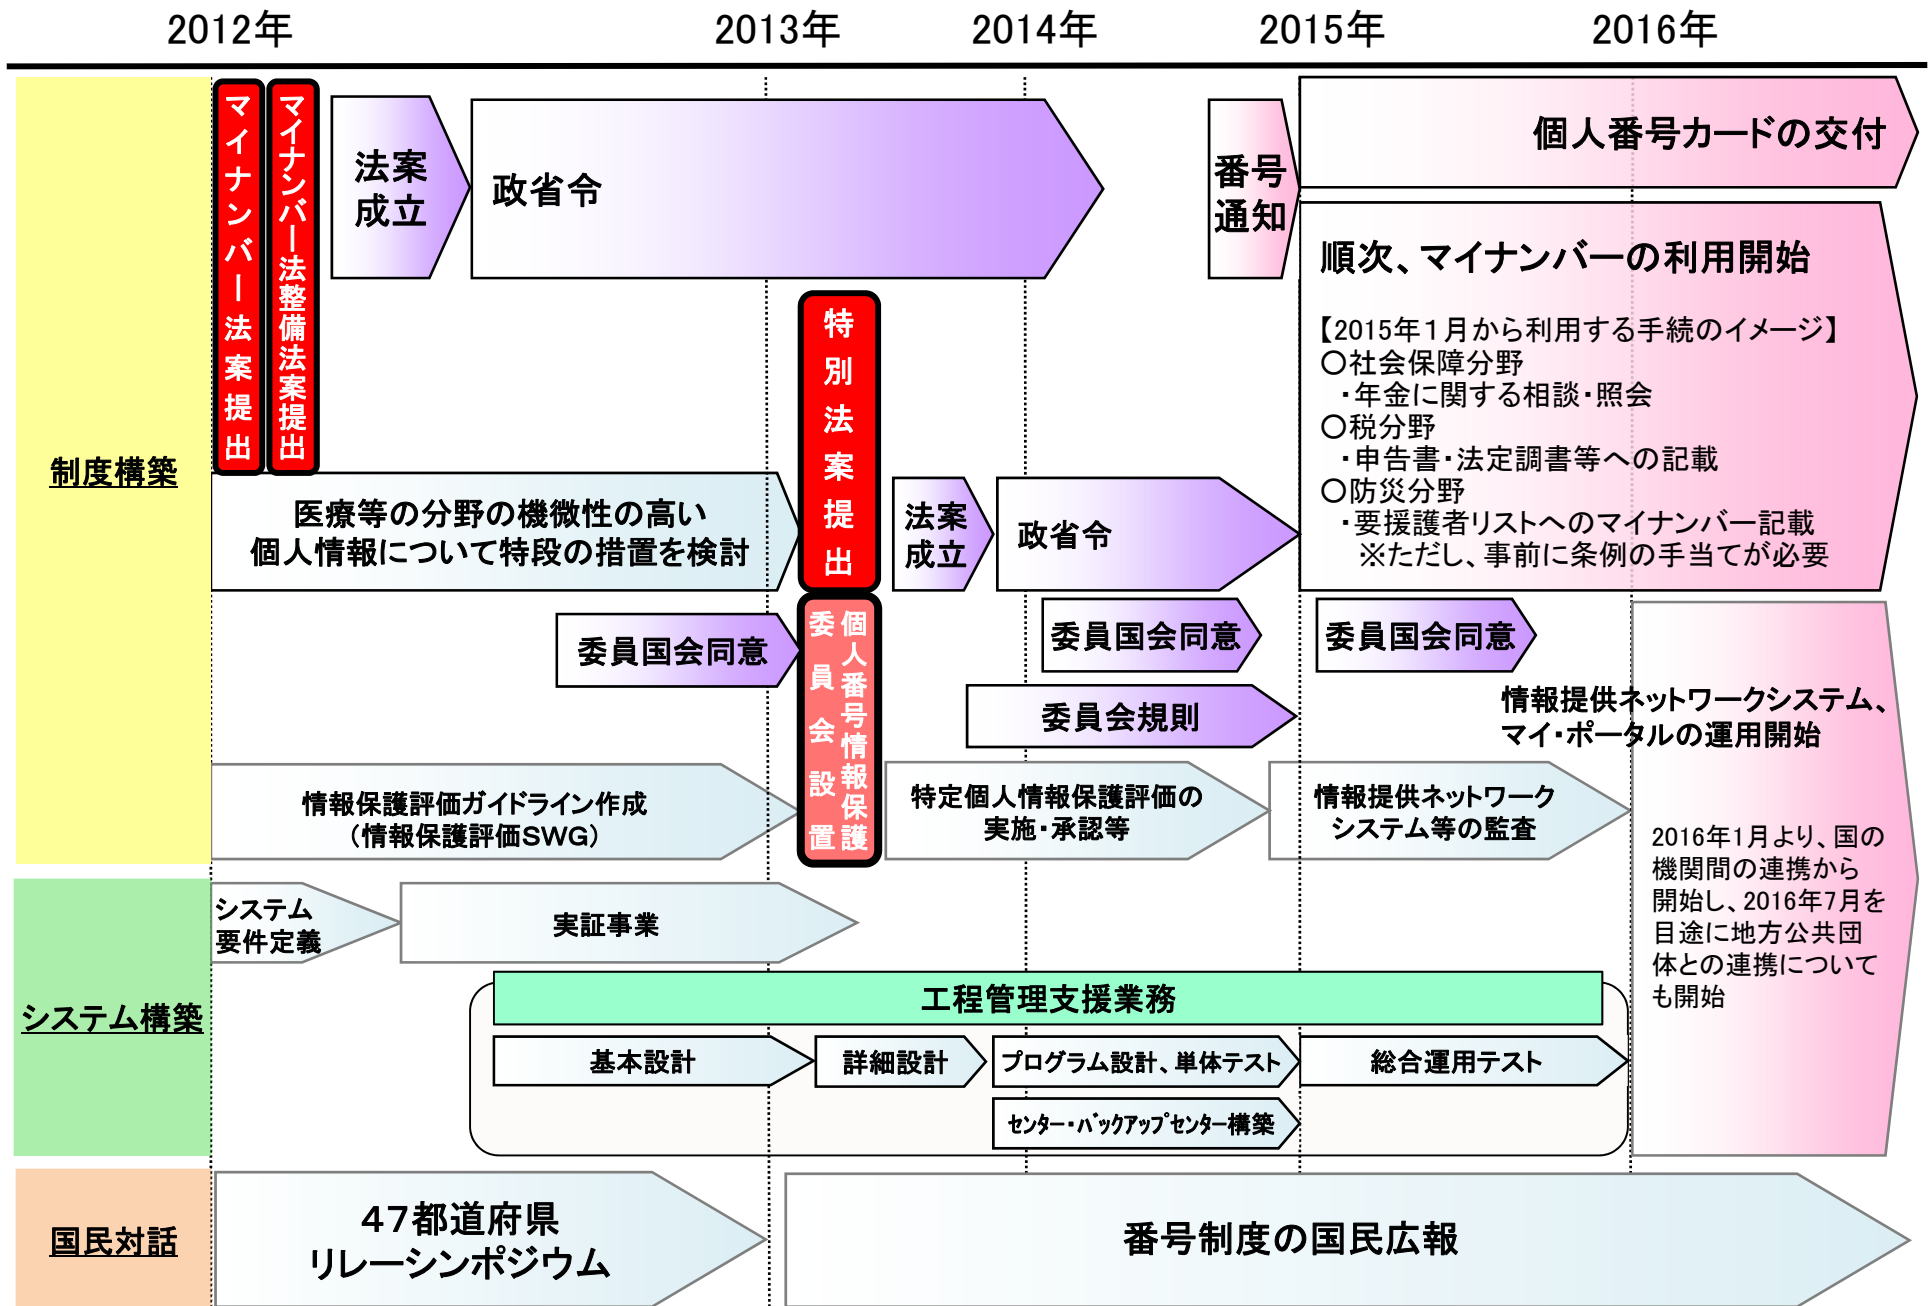 2012年
2013年
2014年
2015年
2016年
制度構築
マイナンバー法案提出
マイナンバー法整備法案提出
法案
成立
政省令
番号
通知
個人番号カードの交付
順次、マイナンバーの利用開始
【2015年１月から利用する手続のイメージ】
○社会保障分野
・年金に関する相談・照会
○税分野
・申告書・法定調書等への記載
○防災分野
・要援護者リストへのマイナンバー記載
※ただし、事前に条例の手当てが必要
医療等の分野の機微性の高い
個人情報について特段の措置を検討
特別法案提出
法案
成立
政省令
委員国会同意
個人番号情報保護
委員会設置
委員国会同意
委員国会同意
委員会規則
情報提供ネットワークシステム、
マイ・ポータルの運用開始
情報保護評価ガイドライン作成
（情報保護評価SWG）
特定個人情報保護評価の
実施・承認等
情報提供ネットワーク
システム等の監査
2016年1月より、国の
機関間の連携から
開始し、2016年7月を
目途に地方公共団
体との連携について
も開始
システム構築
システム
要件定義
実証事業
工程管理支援業務
基本設計
詳細設計
プログラム設計、単体テスト
総合運用テスト
センター・バックアップセンター構築
国民対話
４７都道府県
リレーシンポジウム
番号制度の国民広報